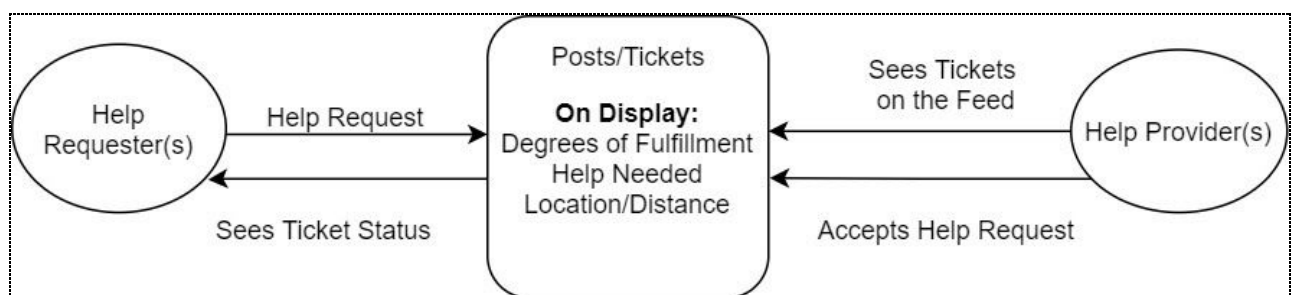 Help
Requester(s)
Help Request
Sees Ticket Status
Posts/Tickets
On Display:
Degrees of Fulfillment
Help Needed
Location/Distance
Sees Tickets
on the Feed
Accepts Help Request
Help Provider(s)